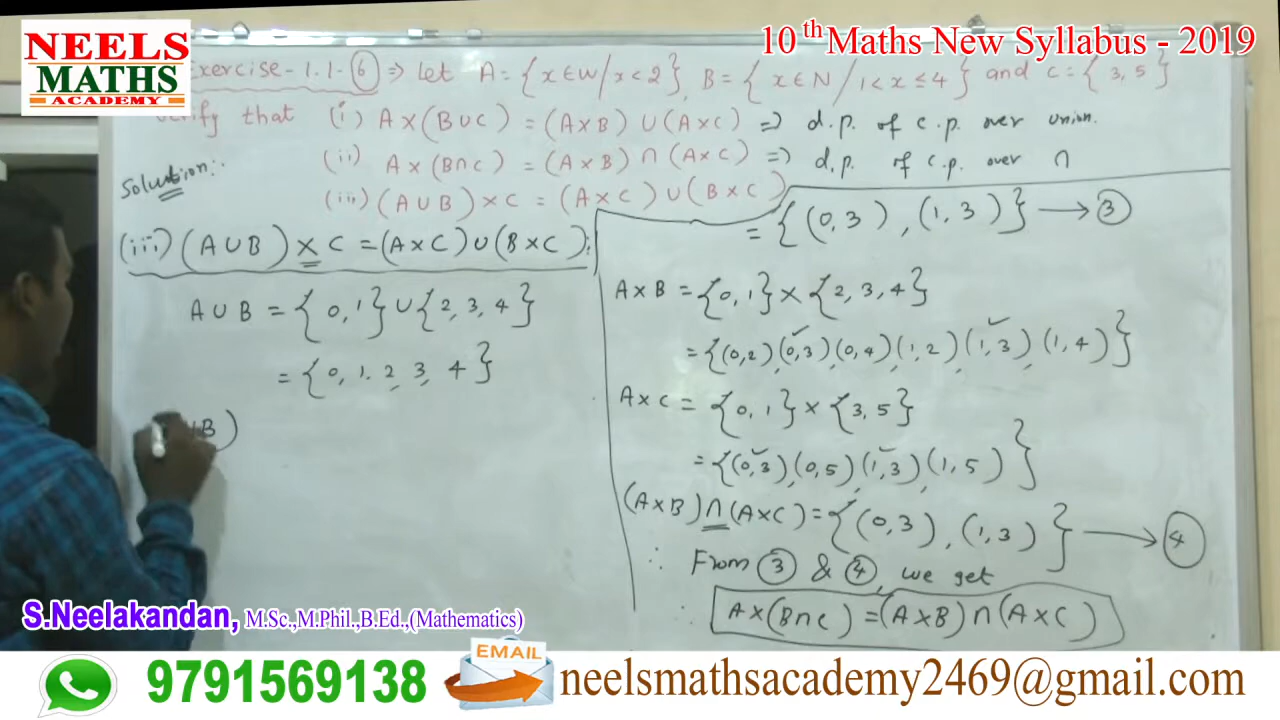 NEELS
MATHS
ACADEMY
10th Maths New Syllabus - 2019
Exercise-1.1-⑥ ⇒ Let A = {x∈W/x<2}, B = {x∈N/1<x≤4} and C = {3,5}
Verify that (i) A×(B∪C) = (A×B)∪(A×C) ⇒ d.p. of c.p. over union.
(ii) A×(B∩C) = (A×B)∩(A×C) ⇒ d.p. of c.p. over ∩
(iii) (A∪B)×C = (A×C)∪(B×C)
Solution:-
(iii) (A∪B)×C = (A×C)∪(B×C):
A∪B = {0,1}∪{2,3,4}
= {0,1,2,3,4}
∪B)
= {(0,3),(1,3)} → ③
A×B = {0,1}×{2,3,4}
= {(0,2),(0,3)(0,4)(1,2)(1,3),(1,4)}
A×C = {0,1}×{3,5}
= {(0,3),(0,5)(1,3),(1,5)}
(A×B)∩(A×C) = {(0,3),(1,3)} → ④
∴ From ③ & ④, we get
∴ A×(B∩C) = (A×B)∩(A×C)
S.Neelakandan, M.Sc.,M.Phil.,B.Ed.,(Mathematics)
9791569138 EMAIL neelsmathsacademy2469@gmail.com